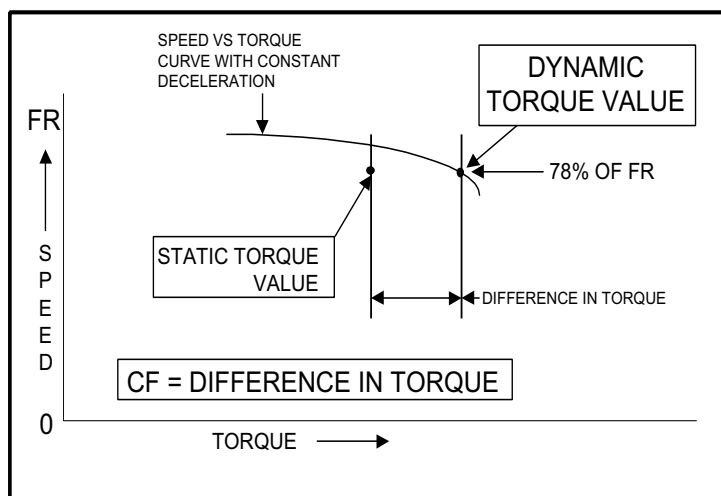 SPEED VS TORQUE
CURVE WITH CONSTANT
DECELERATION
DYNAMIC
TORQUE VALUE
FR
78% OF FR
STATIC TORQUE
VALUE
SPEED
DIFFERENCE IN TORQUE
CF = DIFFERENCE IN TORQUE
0
TORQUE